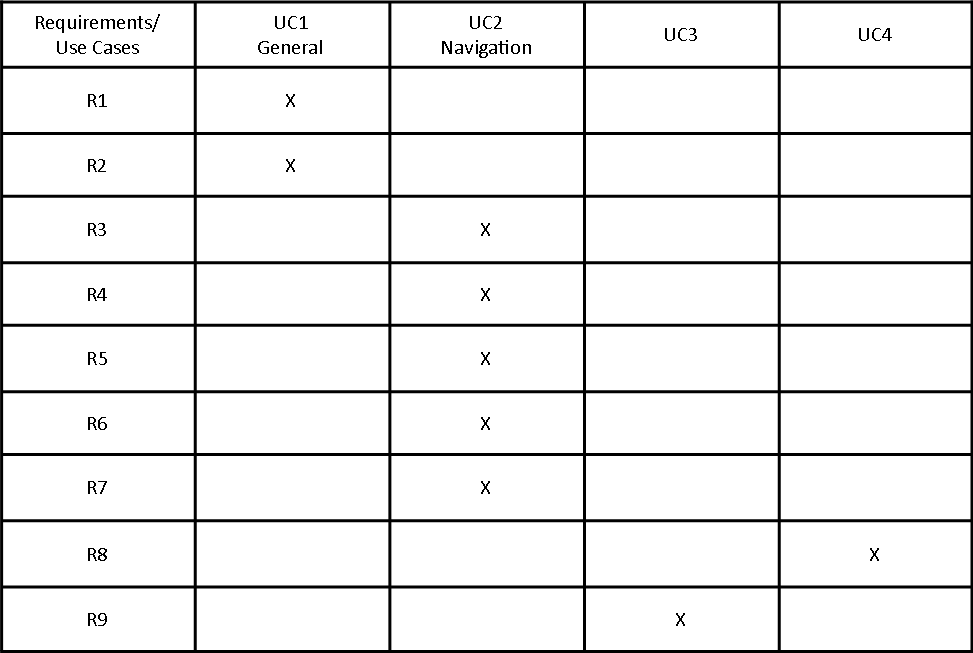 Requirements/
Use Cases
UC1
General
UC2
Navigation
UC3
UC4
R1 X
R2 X
R3 X
R4 X
R5 X
R6 X
R7 X
R8 X
R9 X